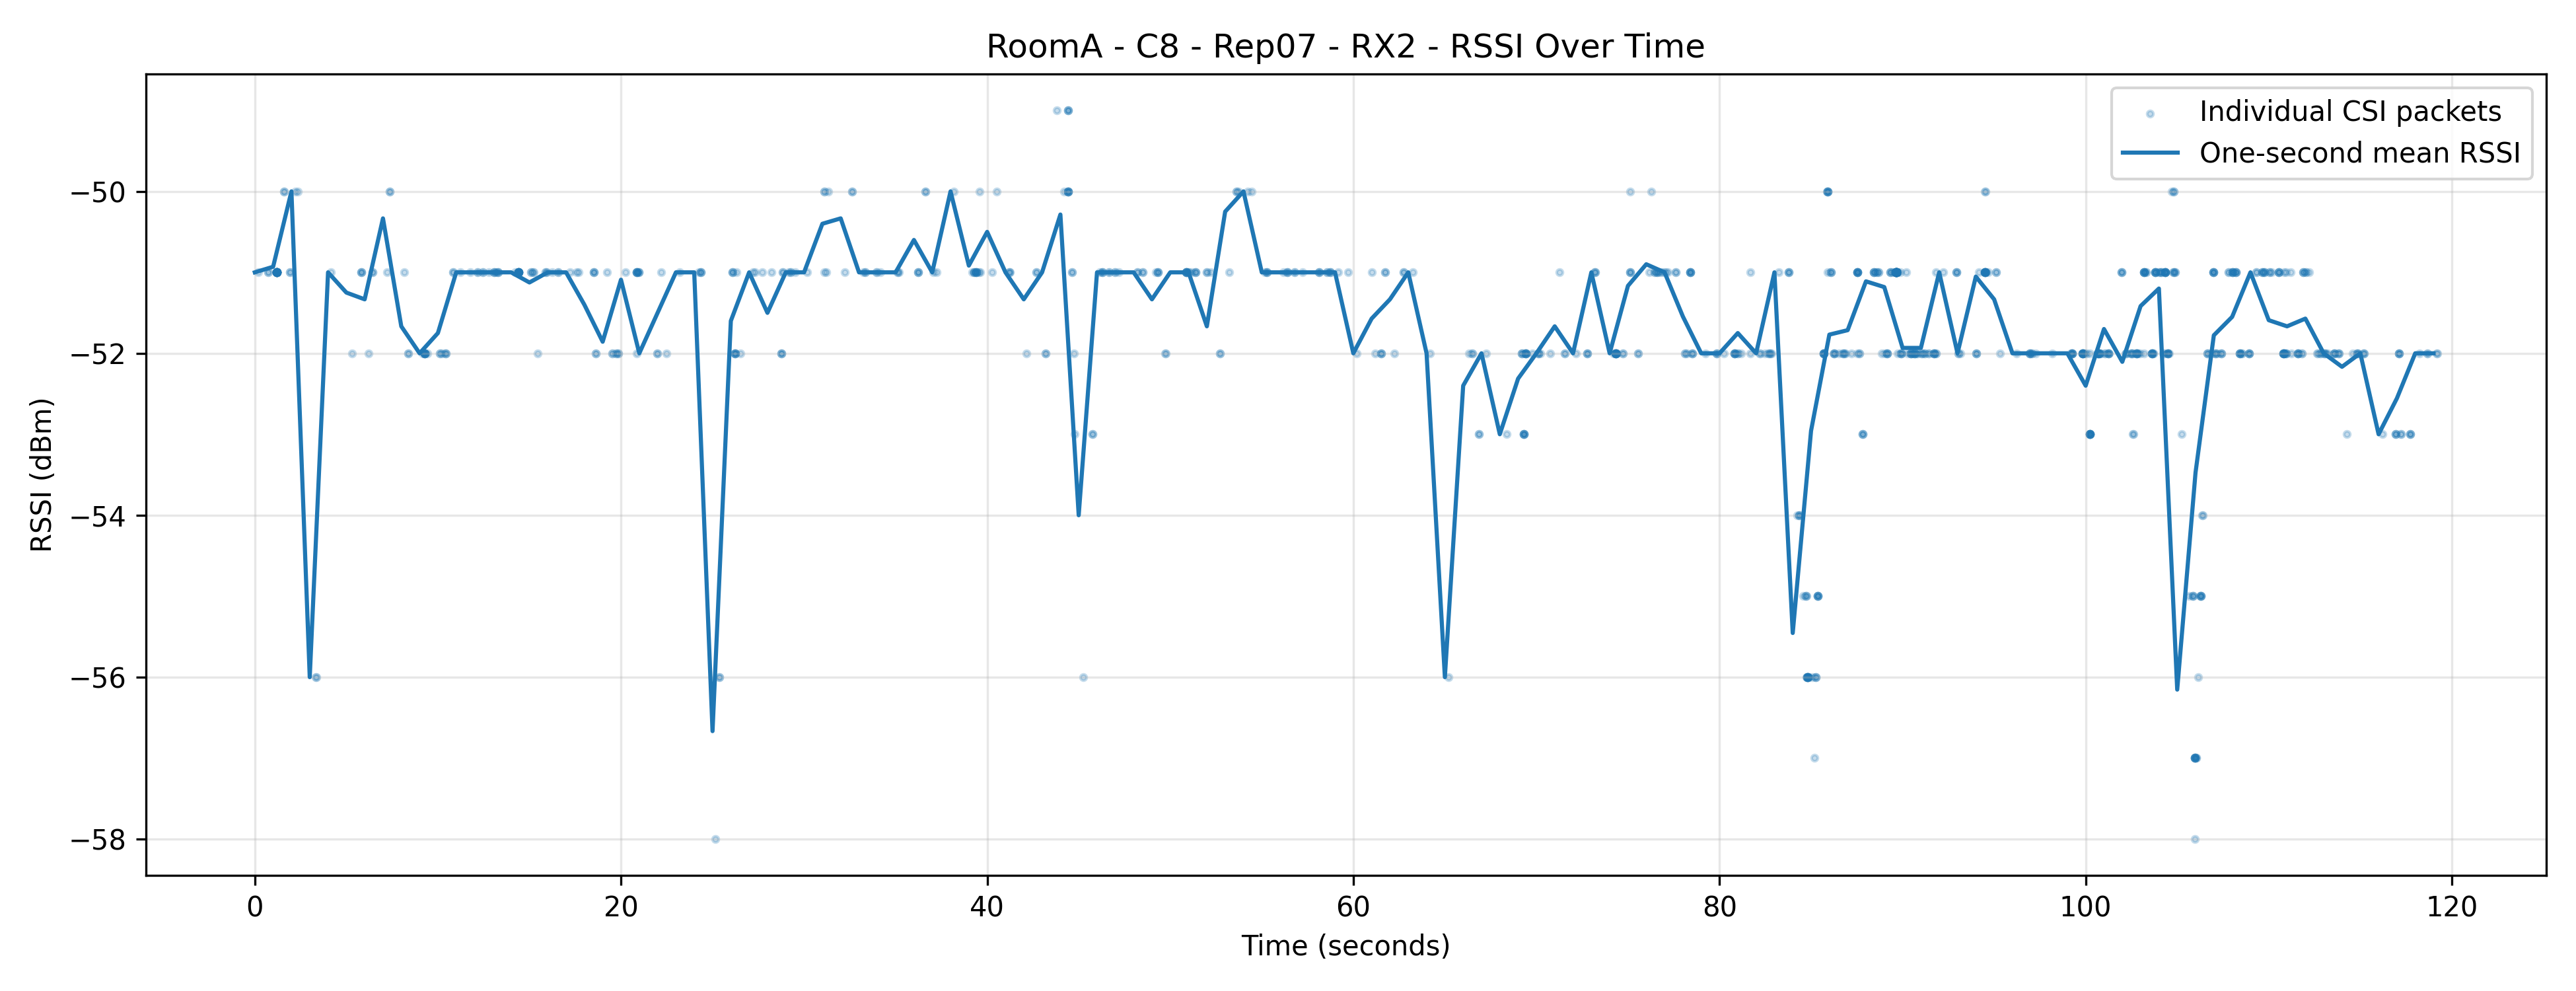 RoomA - C8 - Rep07 - RX2 - RSSI Over Time
Individual CSI packets
One-second mean RSSI
−50
−52
−54
−56
−58
RSSI (dBm)
0 20 40 60 80 100 120
Time (seconds)